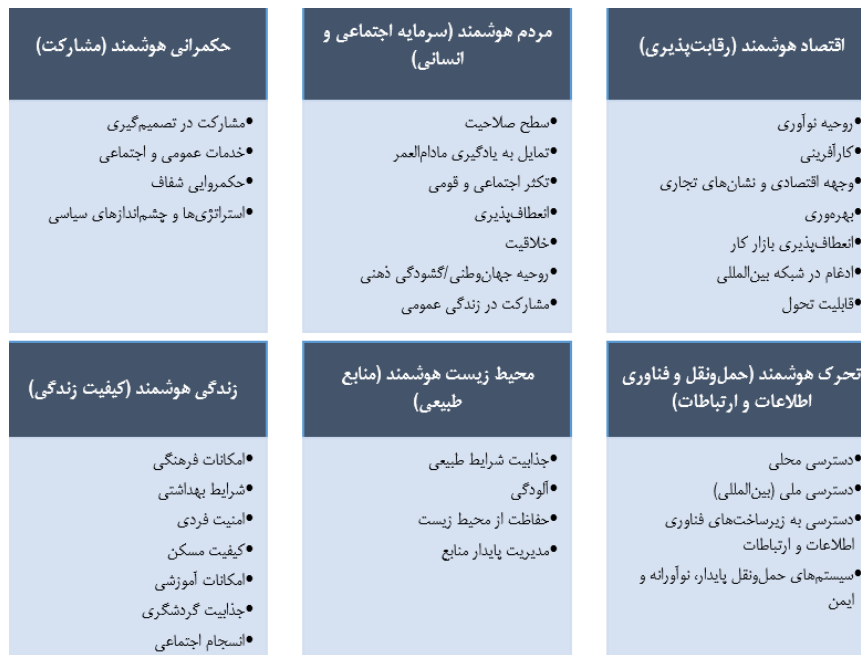 اقتصاد هوشمند (رقابت‌پذیری)
•روحیه نوآوری
•کارآفرینی
•وجهه اقتصادی و نشان‌های تجاری
•بهره‌وری
•انعطاف‌پذیری بازار کار
•ادغام در شبکه بین‌المللی
•قابلیت تحول
مردم هوشمند (سرمایه اجتماعی و
انسانی)
•سطح صلاحیت
•تمایل به یادگیری مادام‌العمر
•تکثر اجتماعی و قومی
•انعطاف‌پذیری
•خلاقیت
•روحیه جهان‌وطنی/گشودگی ذهنی
•مشارکت در زندگی عمومی
حکمرانی هوشمند (مشارکت)
•مشارکت در تصمیم‌گیری
•خدمات عمومی و اجتماعی
•حکمروایی شفاف
•استراتژی‌ها و چشم‌اندازهای سیاسی
تحرک هوشمند (حمل‌ونقل و فناوری
اطلاعات و ارتباطات)
•دسترسی محلی
•دسترسی ملی (بین‌المللی)
•دسترسی به زیرساخت‌های فناوری
اطلاعات و ارتباطات
•سیستم‌های حمل‌ونقل پایدار، نوآورانه و
ایمن
محیط زیست هوشمند (منابع
طبیعی)
•جذابیت شرایط طبیعی
•آلودگی
•حفاظت از محیط زیست
•مدیریت پایدار منابع
زندگی هوشمند (کیفیت زندگی)
•امکانات فرهنگی
•شرایط بهداشتی
•امنیت فردی
•کیفیت مسکن
•امکانات آموزشی
•جذابیت گردشگری
•انسجام اجتماعی